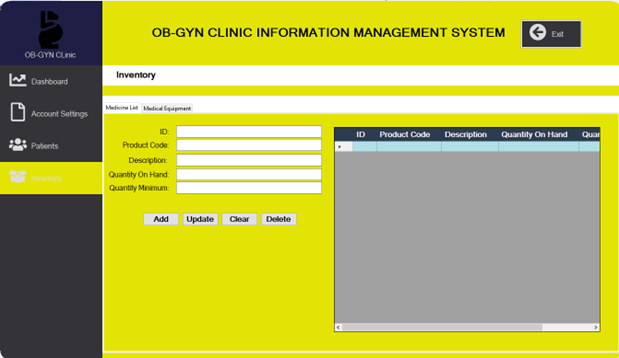 OB-GYN CLINIC INFORMATION MANAGEMENT SYSTEM
Exit
OB-GYN CLinic
Dashboard
Account Settings
Patients
Inventory
Inventory
Medicine List
Medical Equipment
ID:
Product Code:
Description:
Quantity On Hand:
Quantity Minimum:
Add
Update
Clear
Delete
ID Product Code Description Quantity On Hand Quan